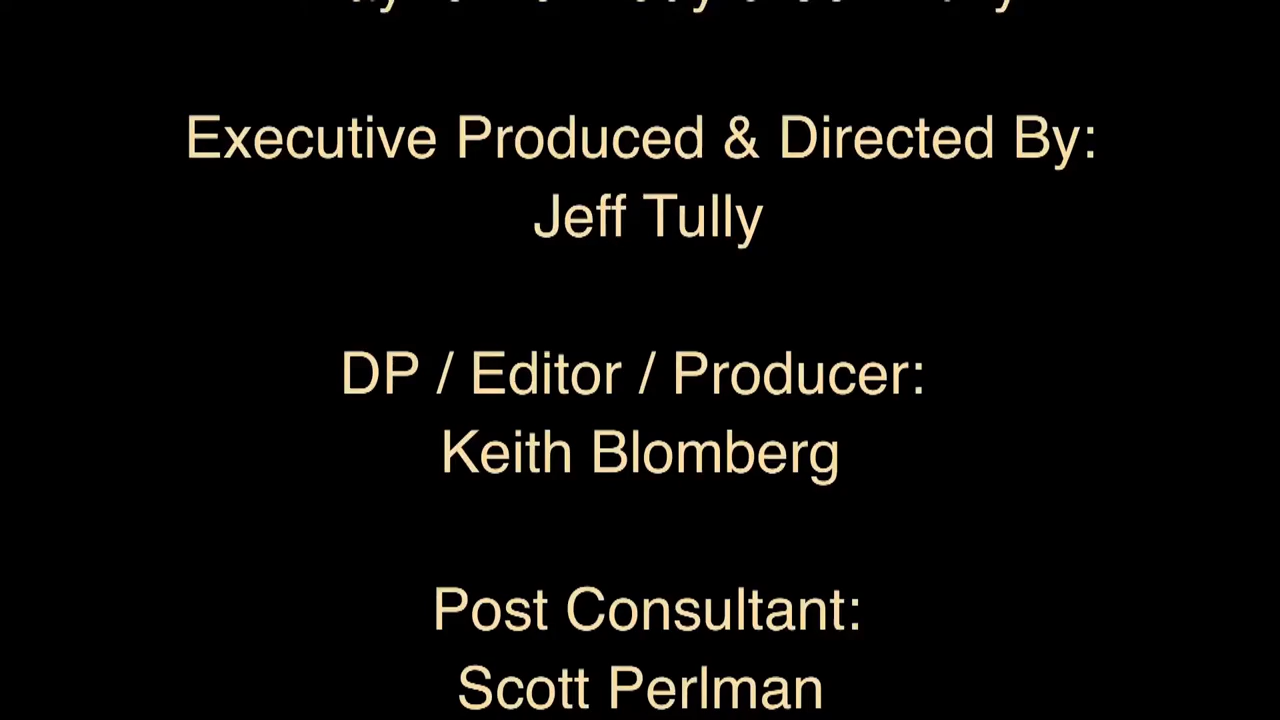 Executive Produced & Directed By:
Jeff Tully
DP / Editor / Producer:
Keith Blomberg
Post Consultant:
Scott Perlman